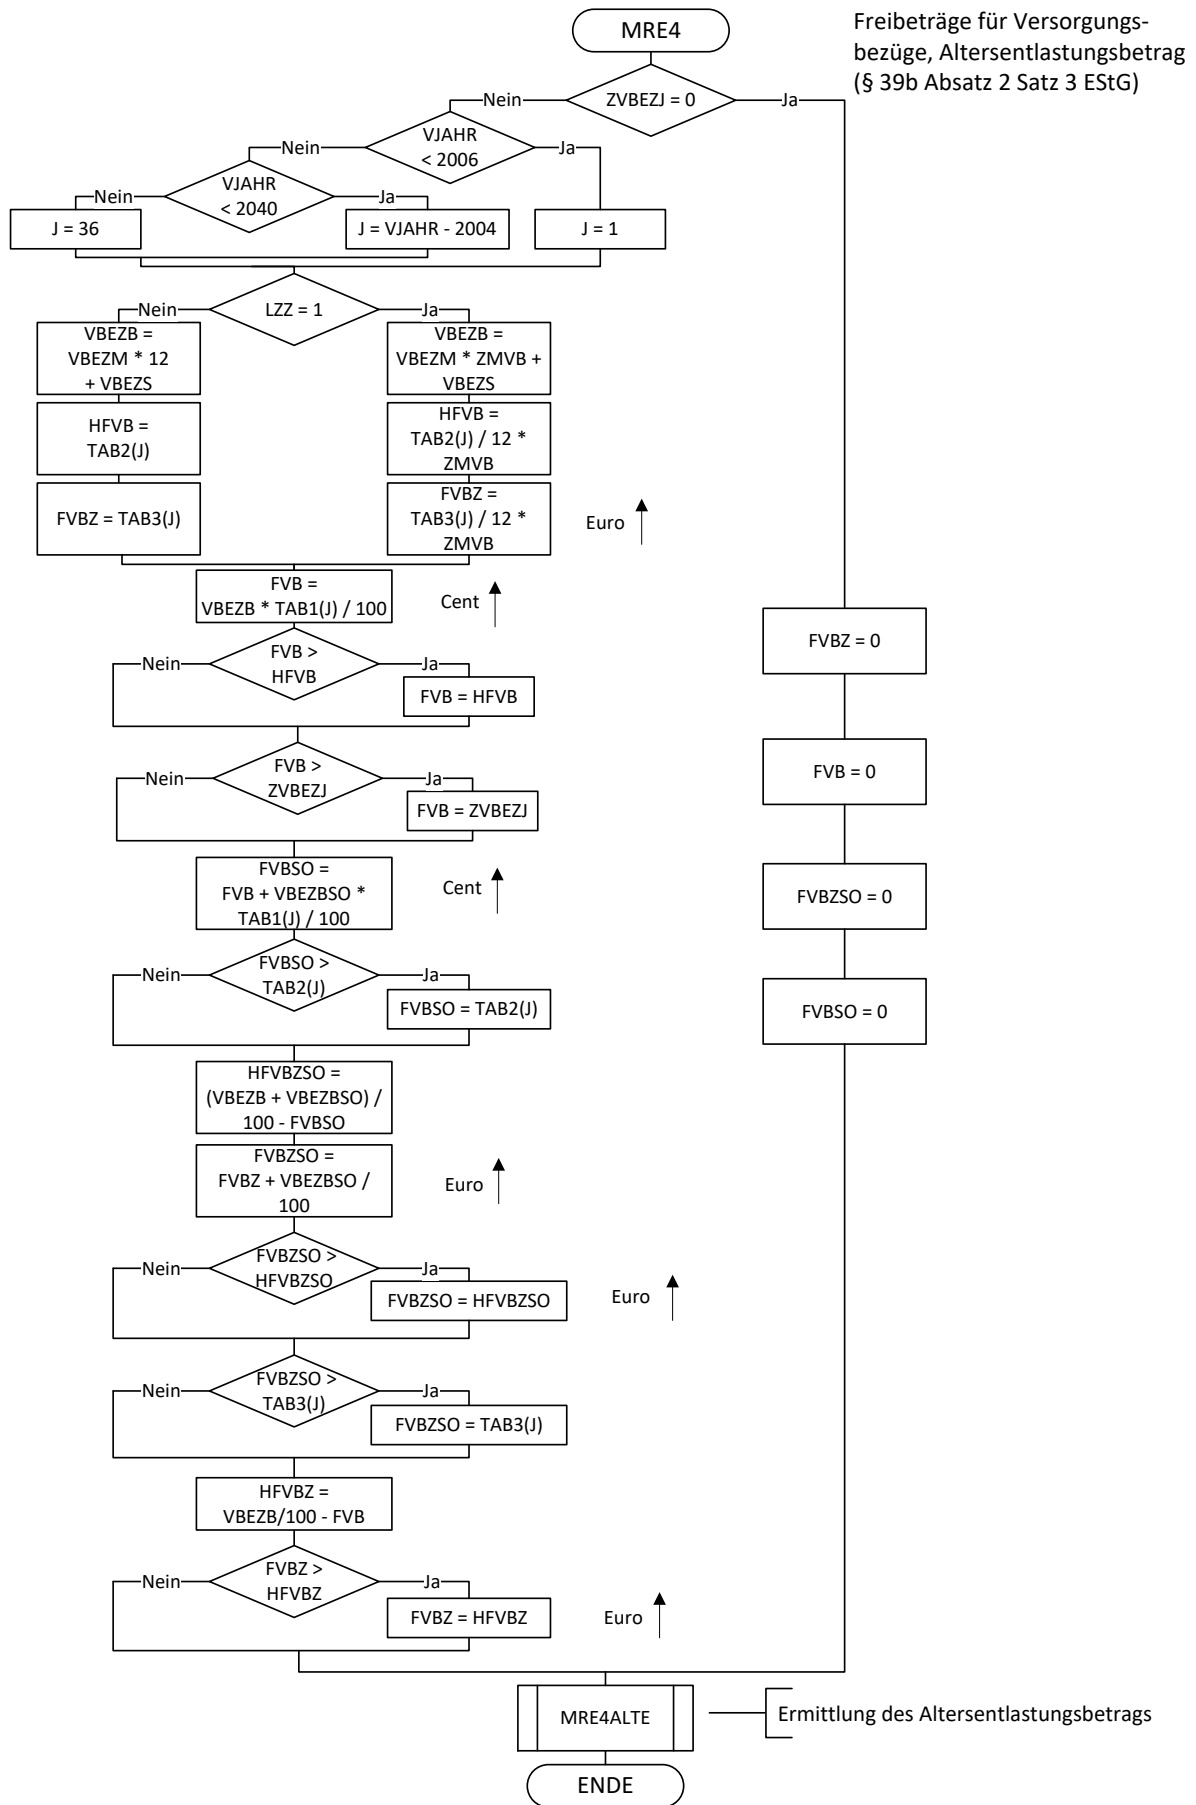 MRE4
Freibeträge für Versorgungs-
bezüge, Altersentlastungsbetrag
(§ 39b Absatz 2 Satz 3 EStG)
Nein
ZVBEZJ = 0
Ja
Nein
VJAHR
< 2006
Ja
Nein
VJAHR
< 2040
Ja
J = 36
J = VJAHR - 2004
J = 1
Nein
LZZ = 1
Ja
VBEZB =
VBEZM * 12
+ VBEZS
VBEZB =
VBEZM * ZMVB +
VBEZS
HFVB =
TAB2(J)
HFVB =
TAB2(J) / 12 *
ZMVB
FVBZ = TAB3(J)
FVBZ =
TAB3(J) / 12 *
ZMVB
Euro
FVB =
VBEZB * TAB1(J) / 100
Cent
Nein
FVB >
HFVB
Ja
FVB = HFVB
FVBZ = 0
Nein
FVB >
ZVBEZJ
Ja
FVB = ZVBEZJ
FVB = 0
FVBSO =
FVB + VBEZBSO *
TAB1(J) / 100
Cent
FVBZSO = 0
Nein
FVBSO >
TAB2(J)
Ja
FVBSO = TAB2(J)
FVBSO = 0
HFVBZSO =
(VBEZB + VBEZBSO) /
100 - FVBSO
FVBZSO =
FVBZ + VBEZBSO /
100
Euro
Nein
FVBZSO >
HFVBZSO
Ja
FVBZSO = HFVBZSO
Euro
Nein
FVBZSO >
TAB3(J)
Ja
FVBZSO = TAB3(J)
HFVBZ =
VBEZB/100 - FVB
Nein
FVBZ >
HFVBZ
Ja
FVBZ = HFVBZ
Euro
MRE4ALTE
Ermittlung des Altersentlastungsbetrags
ENDE